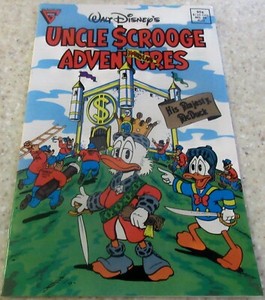 WALT DISNEY'S
UNCLE $CROOGE
ADVENTURES
$
His Majesty,
McDuck